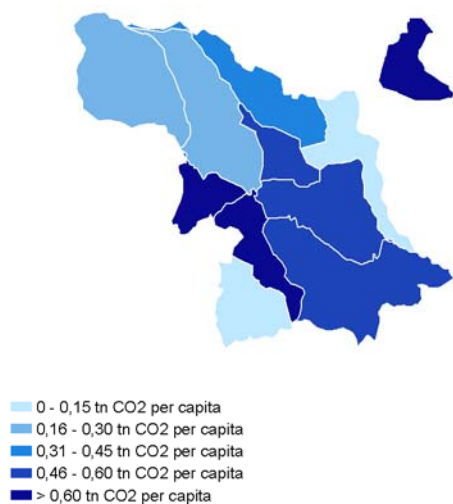 0 - 0,15 tn CO2 per capita
0,16 - 0,30 tn CO2 per capita
0,31 - 0,45 tn CO2 per capita
0,46 - 0,60 tn CO2 per capita
> 0,60 tn CO2 per capita